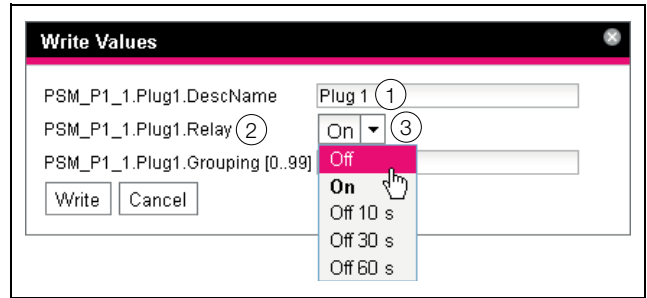 Write Values
PSM_P1_1.Plug1.DescName Plug 1 1
PSM_P1_1.Plug1.Relay 2 On 3
PSM_P1_1.Plug1.Grouping [0..99] Off
On
Write Cancel
Off 10 s
Off 30 s
Off 60 s